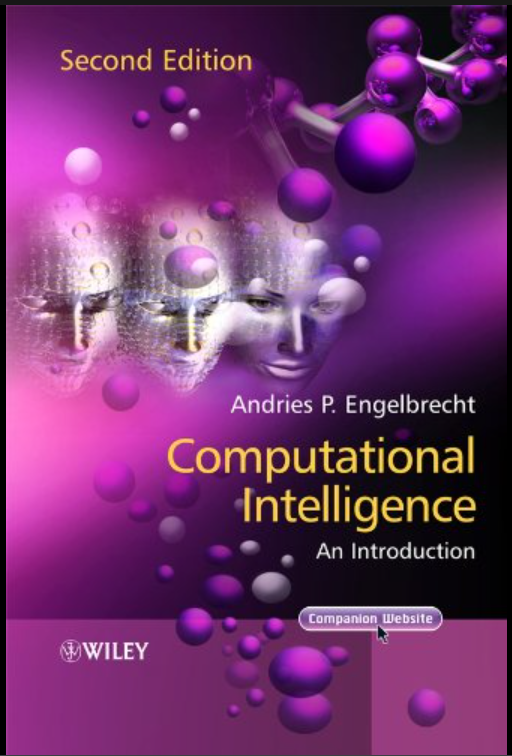 Second Edition
Andries P. Engelbrecht
Computational
Intelligence
An Introduction
Companion Website
WILEY